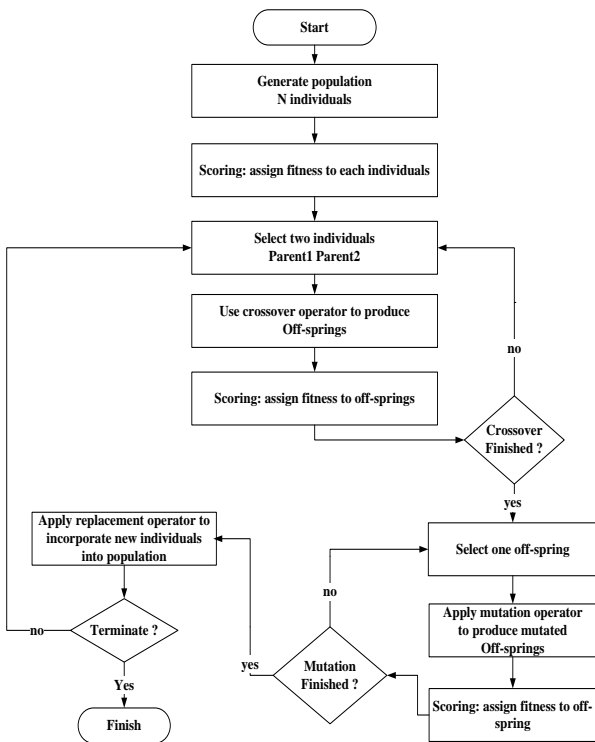 Start
Generate population
N individuals
Scoring: assign fitness to each individuals
Select two individuals
Parent1 Parent2
Use crossover operator to produce
Off-springs
Scoring: assign fitness to off-springs
no
Crossover
Finished ?
yes
Select one off-spring
Apply mutation operator
to produce mutated
Off-springs
Scoring: assign fitness to off-
spring
no
Mutation
Finished ?
yes
Apply replacement operator to
incorporate new individuals
into population
Terminate ?
no
Yes
Finish